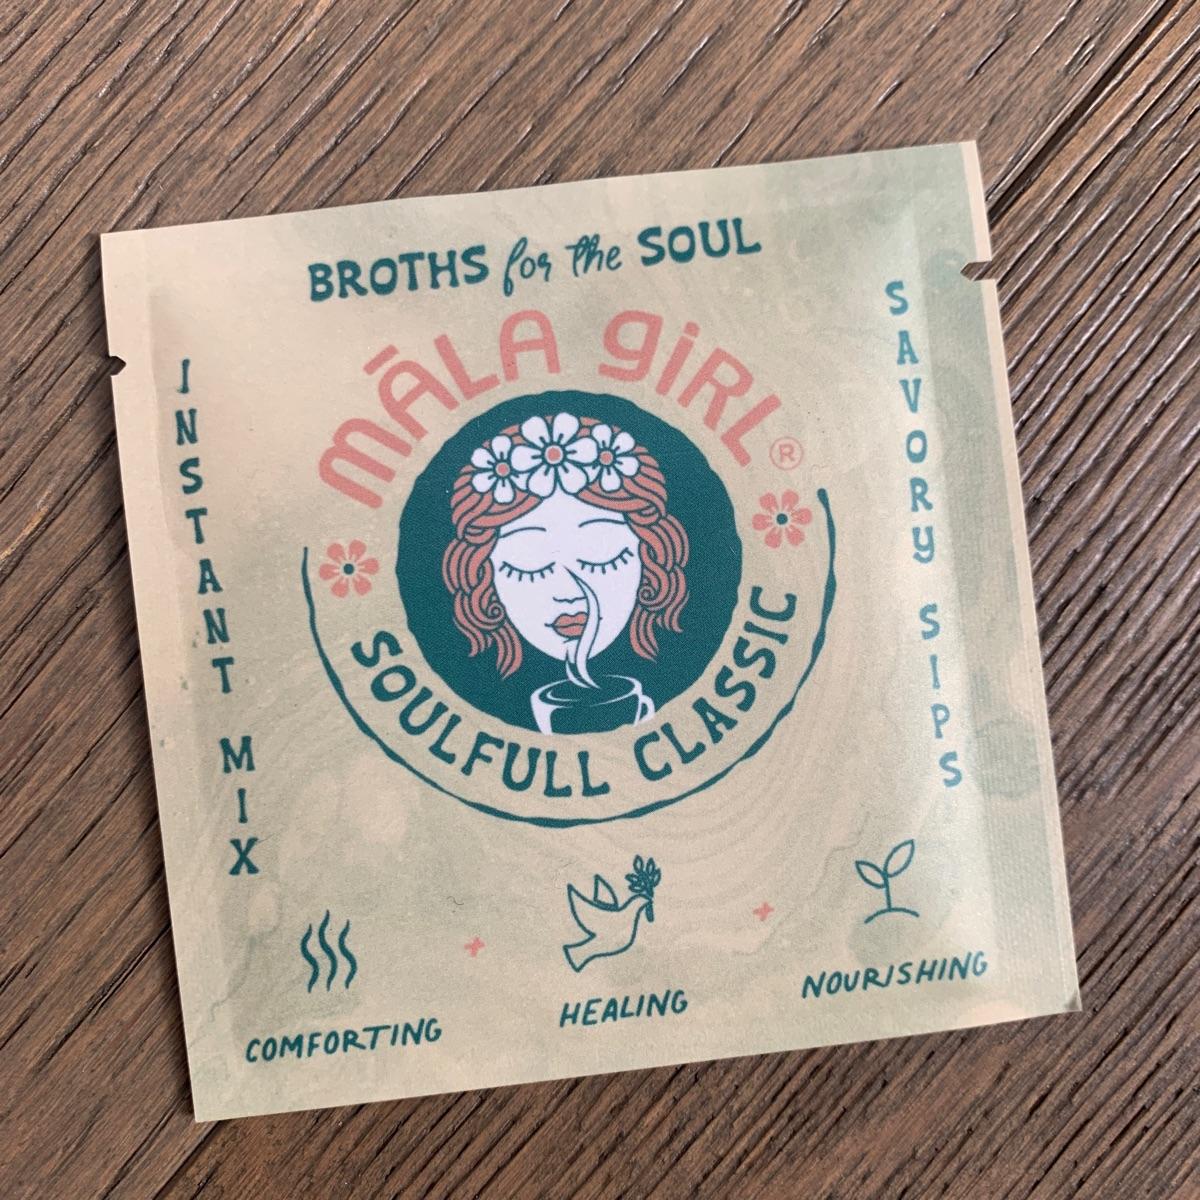 BROTHS for the SOUL
MĀLA giRL®
SOULFULL CLASSIC
INSTANT MIX
SAVORY SIPS
COMFORTING
HEALING
NOURISHING